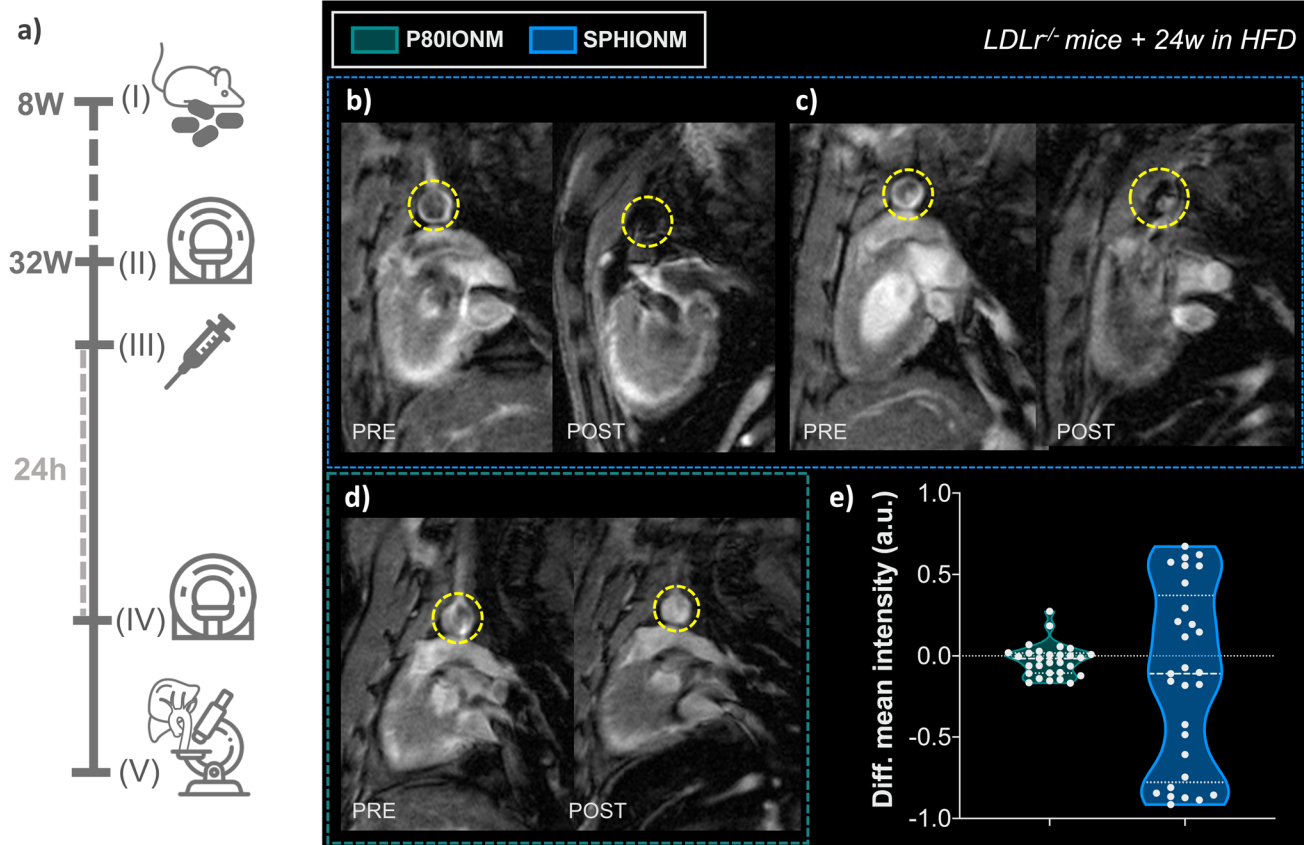 a)
8W
(I)
32W
(II)
(III)
24h
(IV)
(V)
P80IONM
SPHIONM
LDLr-/- mice + 24w in HFD
b)
PRE
POST
c)
PRE
POST
d)
PRE
POST
e)
Diff. mean intensity (a.u.)
1.0
0.5
0.0
-0.5
-1.0